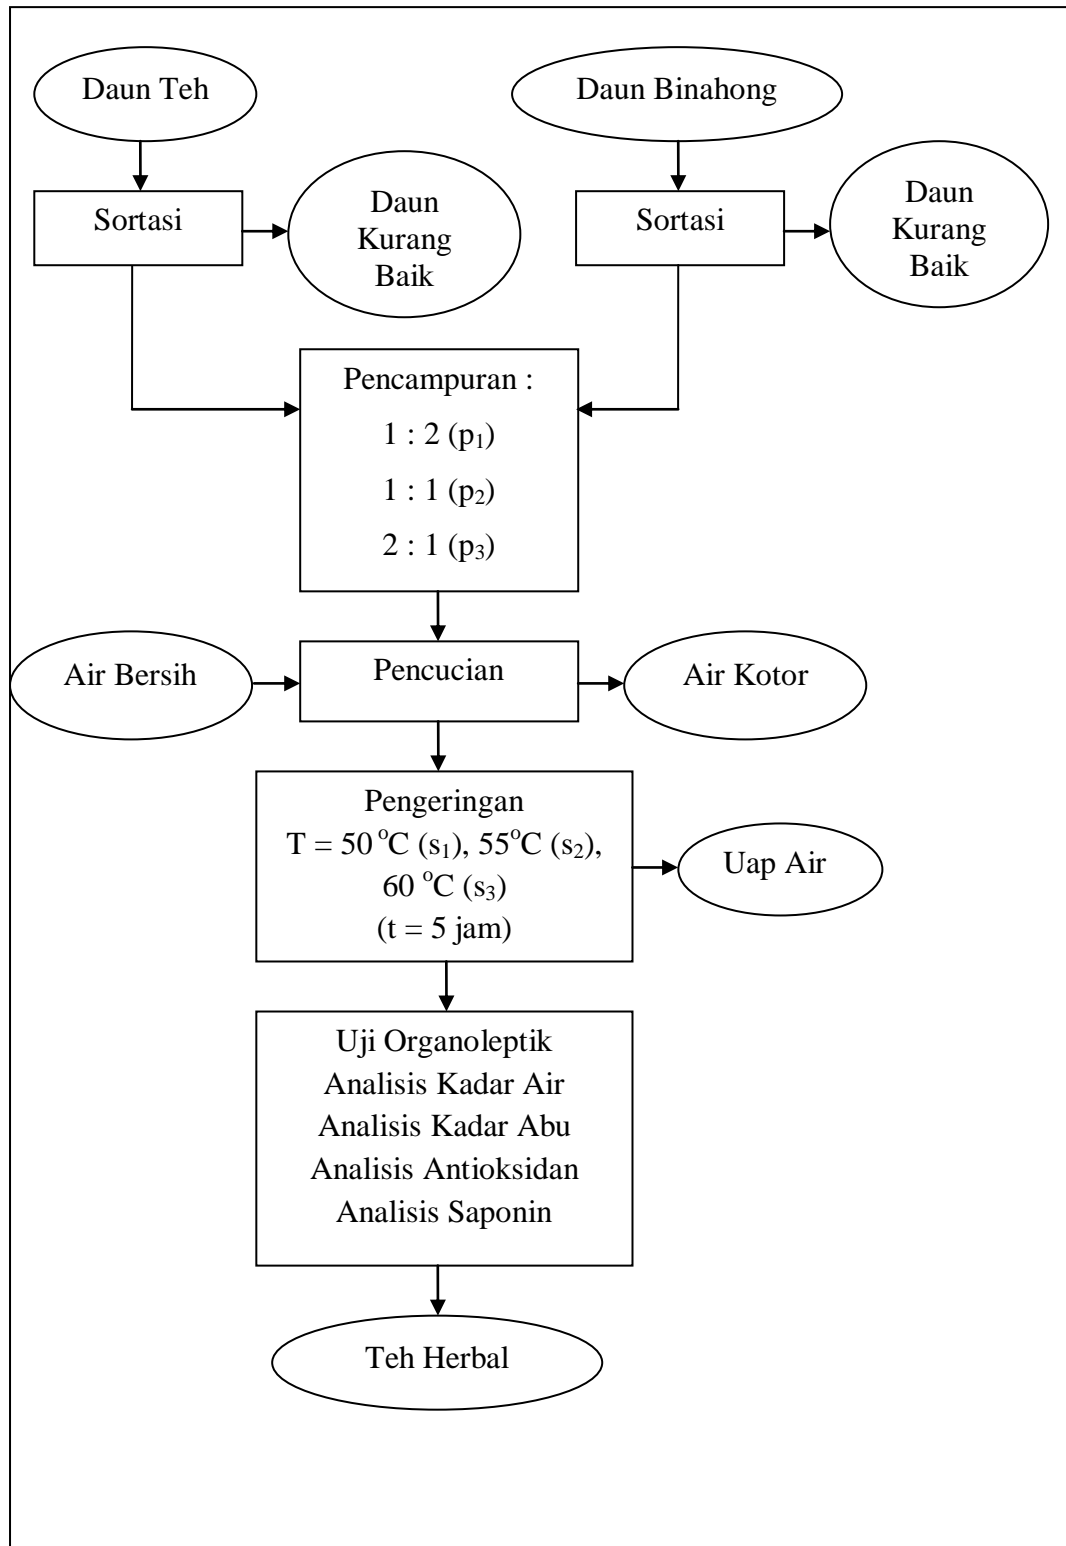 Daun Teh
Daun Binahong
Sortasi
Daun
Kurang
Baik
Sortasi
Daun
Kurang
Baik
Pencampuran :
1 : 2 (p₁)
1 : 1 (p₂)
2 : 1 (p₃)
Air Bersih
Pencucian
Air Kotor
Pengeringan
T = 50 °C (s₁), 55°C (s₂),
60 °C (s₃)
(t = 5 jam)
Uap Air
Uji Organoleptik
Analisis Kadar Air
Analisis Kadar Abu
Analisis Antioksidan
Analisis Saponin
Teh Herbal